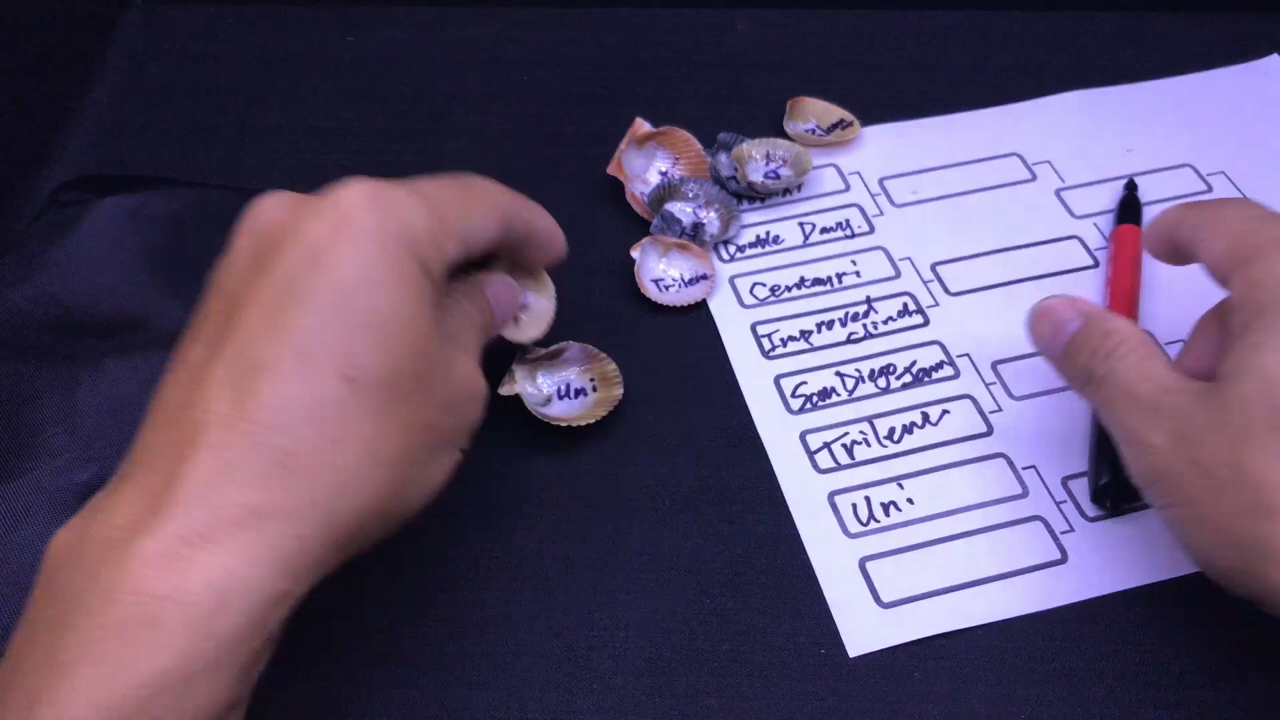 Double Davy.
Centauri
Improved
Clinch
San Diego Jam
Trilene
Uni
Trilene
Uni